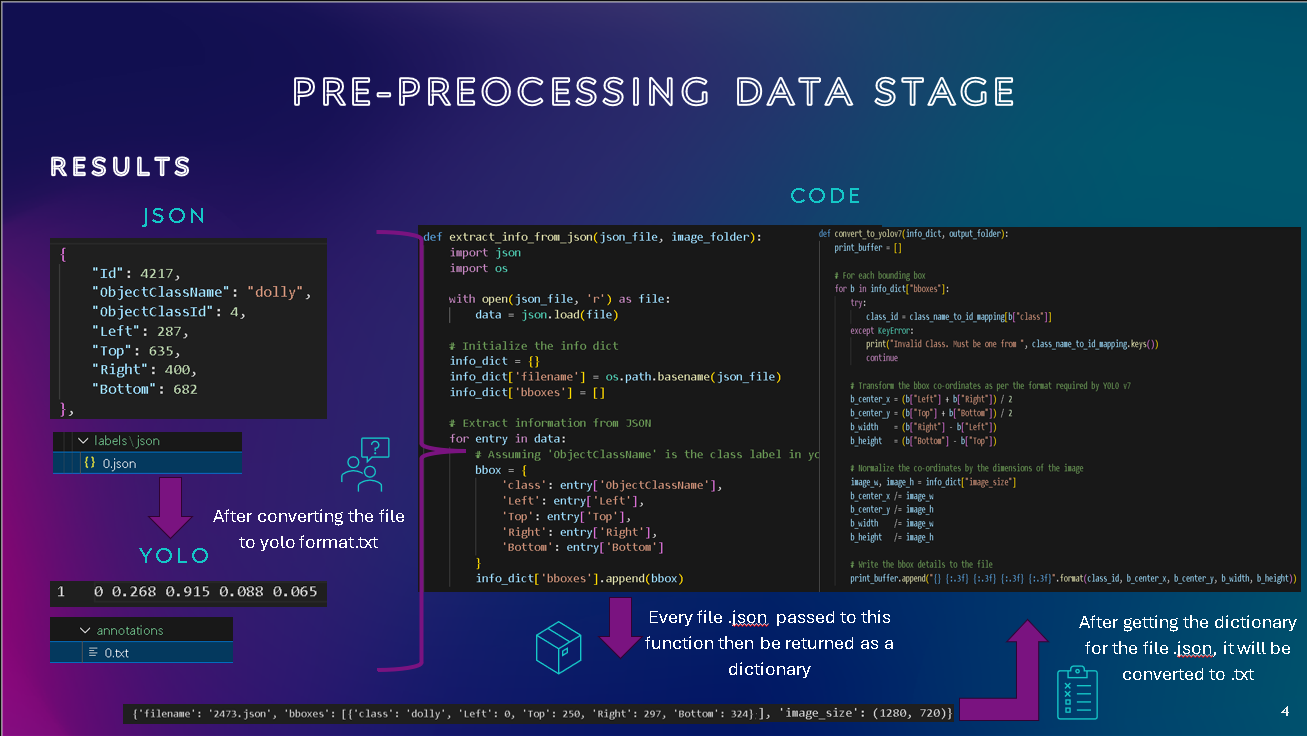 PRE-PREOCESSING DATA STAGE
RESULTS
JSON
{
"Id": 4217,
"ObjectClassName": "dolly",
"ObjectClassId": 4,
"Left": 287,
"Top": 635,
"Right": 400,
"Bottom": 682
},
labels\json
{} 0.json
After converting the file
to yolo format.txt
YOLO
1 0 0.268 0.915 0.088 0.065
annotations
0.txt
CODE
def extract_info_from_json(json_file, image_folder):
import json
import os
with open(json_file, 'r') as file:
data = json.load(file)
# Initialize the info dict
info_dict = {}
info_dict['filename'] = os.path.basename(json_file)
info_dict['bboxes'] = []
# Extract information from JSON
for entry in data:
# Assuming 'ObjectClassName' is the class label in yo
bbox = {
'class': entry['ObjectClassName'],
'Left': entry['Left'],
'Top': entry['Top'],
'Right': entry['Right'],
'Bottom': entry['Bottom']
}
info_dict['bboxes'].append(bbox)
def convert_to_yolov7(info_dict, output_folder):
print_buffer = []
# For each bounding box
for b in info_dict["bboxes"]:
try:
class_id = class_name_to_id_mapping[b["class"]]
except KeyError:
print("Invalid Class. Must be one from ", class_name_to_id_mapping.keys())
continue
# Transform the bbox co-ordinates as per the format required by YOLO v7
b_center_x = (b["Left"] + b["Right"]) / 2
b_center_y = (b["Top"] + b["Bottom"]) / 2
b_width = (b["Right"] - b["Left"])
b_height = (b["Bottom"] - b["Top"])
# Normalize the co-ordinates by the dimensions of the image
image_w, image_h = info_dict["image_size"]
b_center_x /= image_w
b_center_y /= image_h
b_width /= image_w
b_height /= image_h
# Write the bbox details to the file
print_buffer.append("{} {:.3f} {:.3f} {:.3f} {:.3f}".format(class_id, b_center_x, b_center_y, b_width, b_height))
Every file .json passed to this
function then be returned as a
dictionary
After getting the dictionary
for the file .json, it will be
converted to .txt
{'filename': '2473.json', 'bboxes': [{'class': 'dolly', 'Left': 0, 'Top': 250, 'Right': 297, 'Bottom': 324}], 'image_size': (1280, 720)}
4